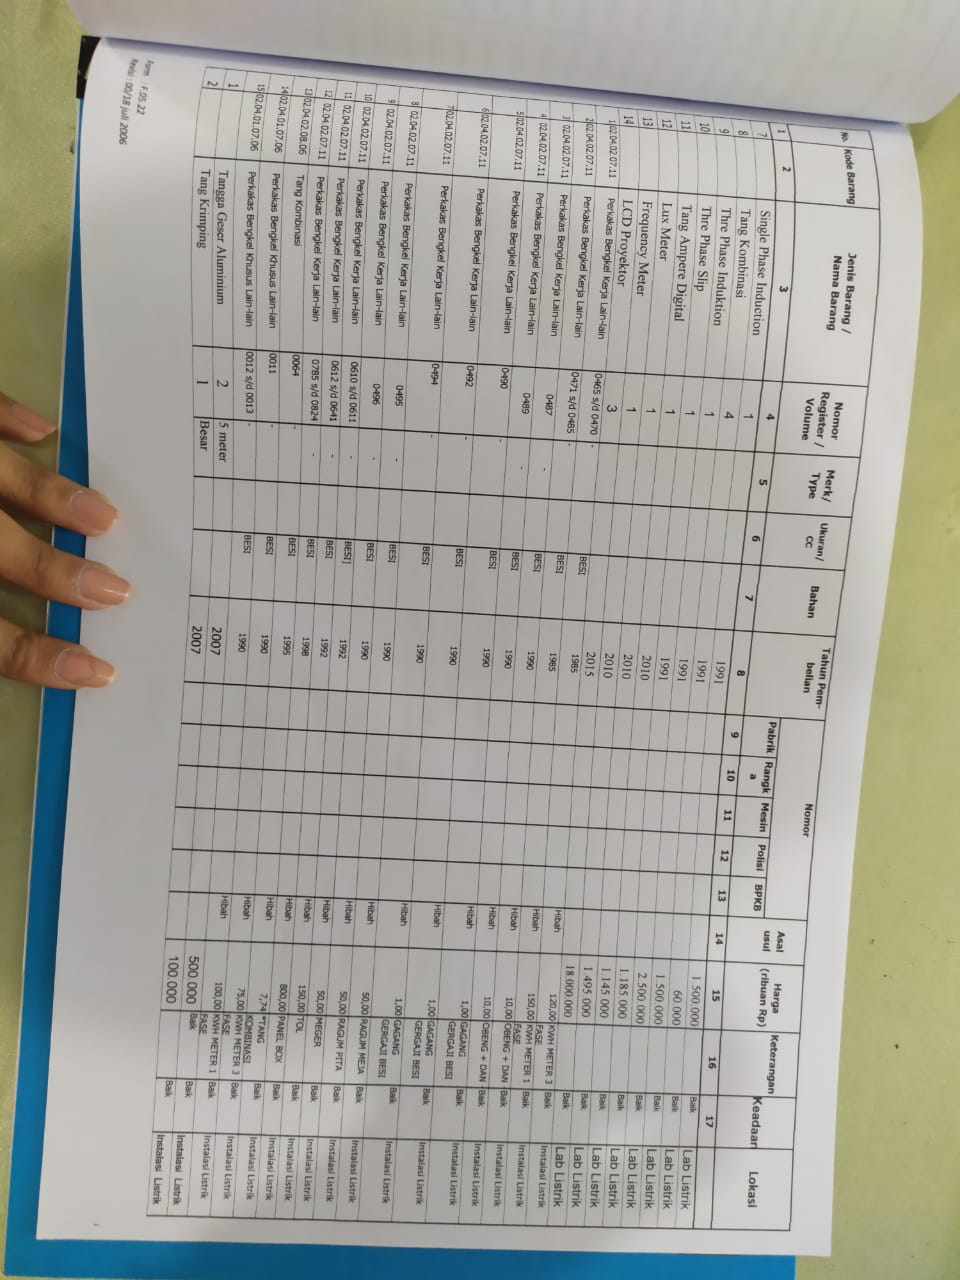 No. Kode Barang Jenis Barang / Nama Barang Nomor Register / Volume Merk/ Type Ukuran/ CC Bahan Tahun Pem-belian Nomor Asal usul Harga (ribuan Rp) Keterangan Keadaan Lokasi
Pabrik Rangka Mesin Polisi BPKB
1 2 3 4 5 6 7 8 9 10 11 12 13 14 15 16 17
7 Single Phase Induction 1 1991 1 500 000 Baik Lab Listrik
8 Tang Kombinasi 4 1991 60 000 Baik Lab Listrik
9 Thre Phase Induktion 1 1991 1 500 000 Baik Lab Listrik
10 Thre Phase Slip 1 1991 2 500 000 Baik Lab Listrik
11 Tang Ampere Digital 1 2010 1 185 000 Baik Lab Listrik
12 Lux Meter 1 2010 1 145 000 Baik Lab Listrik
13 Frequency Meter 1 2010 1 495 000 Baik Lab Listrik
14 LCD Proyektor 3 2015 18 000 000 Baik Lab Listrik
1 02.04.02.07.11 Perkakas Bengkel Kerja Lain-lain 0465 s/d 0470 - BESI 1985 Hibah 120,00 KWH METER 3 FASE Baik Instalasi Listrik
2 02.04.02.07.11 Perkakas Bengkel Kerja Lain-lain 0471 s/d 0485 - BESI 1985 Hibah 150,00 KWH METER 1 FASE Baik Instalasi Listrik
3 02.04.02.07.11 Perkakas Bengkel Kerja Lain-lain 0487 - BESI 1990 Hibah 10,00 OBENG + DAN - Baik Instalasi Listrik
4 02.04.02.07.11 Perkakas Bengkel Kerja Lain-lain 0489 - BESI 1990 Hibah 10,00 OBENG + DAN - Baik Instalasi Listrik
5 02.04.02.07.11 Perkakas Bengkel Kerja Lain-lain 0490 - BESI 1990 Hibah 1,00 GAGANG GERGAJI BESI Baik Instalasi Listrik
6 02.04.02.07.11 Perkakas Bengkel Kerja Lain-lain 0492 - BESI 1990 Hibah 1,00 GAGANG GERGAJI BESI Baik Instalasi Listrik
7 02.04.02.07.11 Perkakas Bengkel Kerja Lain-lain 0494 - BESI 1990 Hibah 1,00 GAGANG GERGAJI BESI Baik Instalasi Listrik
8 02.04.02.07.11 Perkakas Bengkel Kerja Lain-lain 0495 - BESI 1990 Hibah 50,00 RAGUM MEJA Baik Instalasi Listrik
9 02.04.02.07.11 Perkakas Bengkel Kerja Lain-lain 0496 - BESI 1990 Hibah 50,00 RAGUM PITA Baik Instalasi Listrik
10 02.04.02.07.11 Perkakas Bengkel Kerja Lain-lain 0610 s/d 0611 - BESI] 1992 Hibah 50,00 MEGER Baik Instalasi Listrik
11 02.04.02.07.11 Perkakas Bengkel Kerja Lain-lain 0612 s/d 0641 - BESI 1992 Hibah 150,00 TOL Baik Instalasi Listrik
12 02.04.02.07.11 Perkakas Bengkel Kerja Lain-lain 0785 s/d 0824 - BESI 1998 Hibah 800,00 PANEL BOX Baik Instalasi Listrik
13 02.04.02.08.06 Tang Kombinasi 0064 - BESI 1995 Hibah 7,74 *TANG KOMBINASI Baik Instalasi Listrik
14 02.04.01.07.06 Perkakas Bengkel Khusus Lain-lain 0011 - BESI 1990 Hibah 75,00 KWH METER 3 FASE Baik Instalasi Listrik
15 02.04.01.07.06 Perkakas Bengkel Khusus Lain-lain 0012 s/d 0013 - BESI 1990 Hibah 100,00 KWH METER 1 FASE Baik Instalasi Listrik
1 Tangga Geser Aluminium 2 5 meter 2007 500.000 Baik Baik Instalasi Listrik
2 Tang Krimping 1 Besar 2007 100.000 Baik Instalasi Listrik
Form : F.05.22
Revisi : 00/18 juli 2006